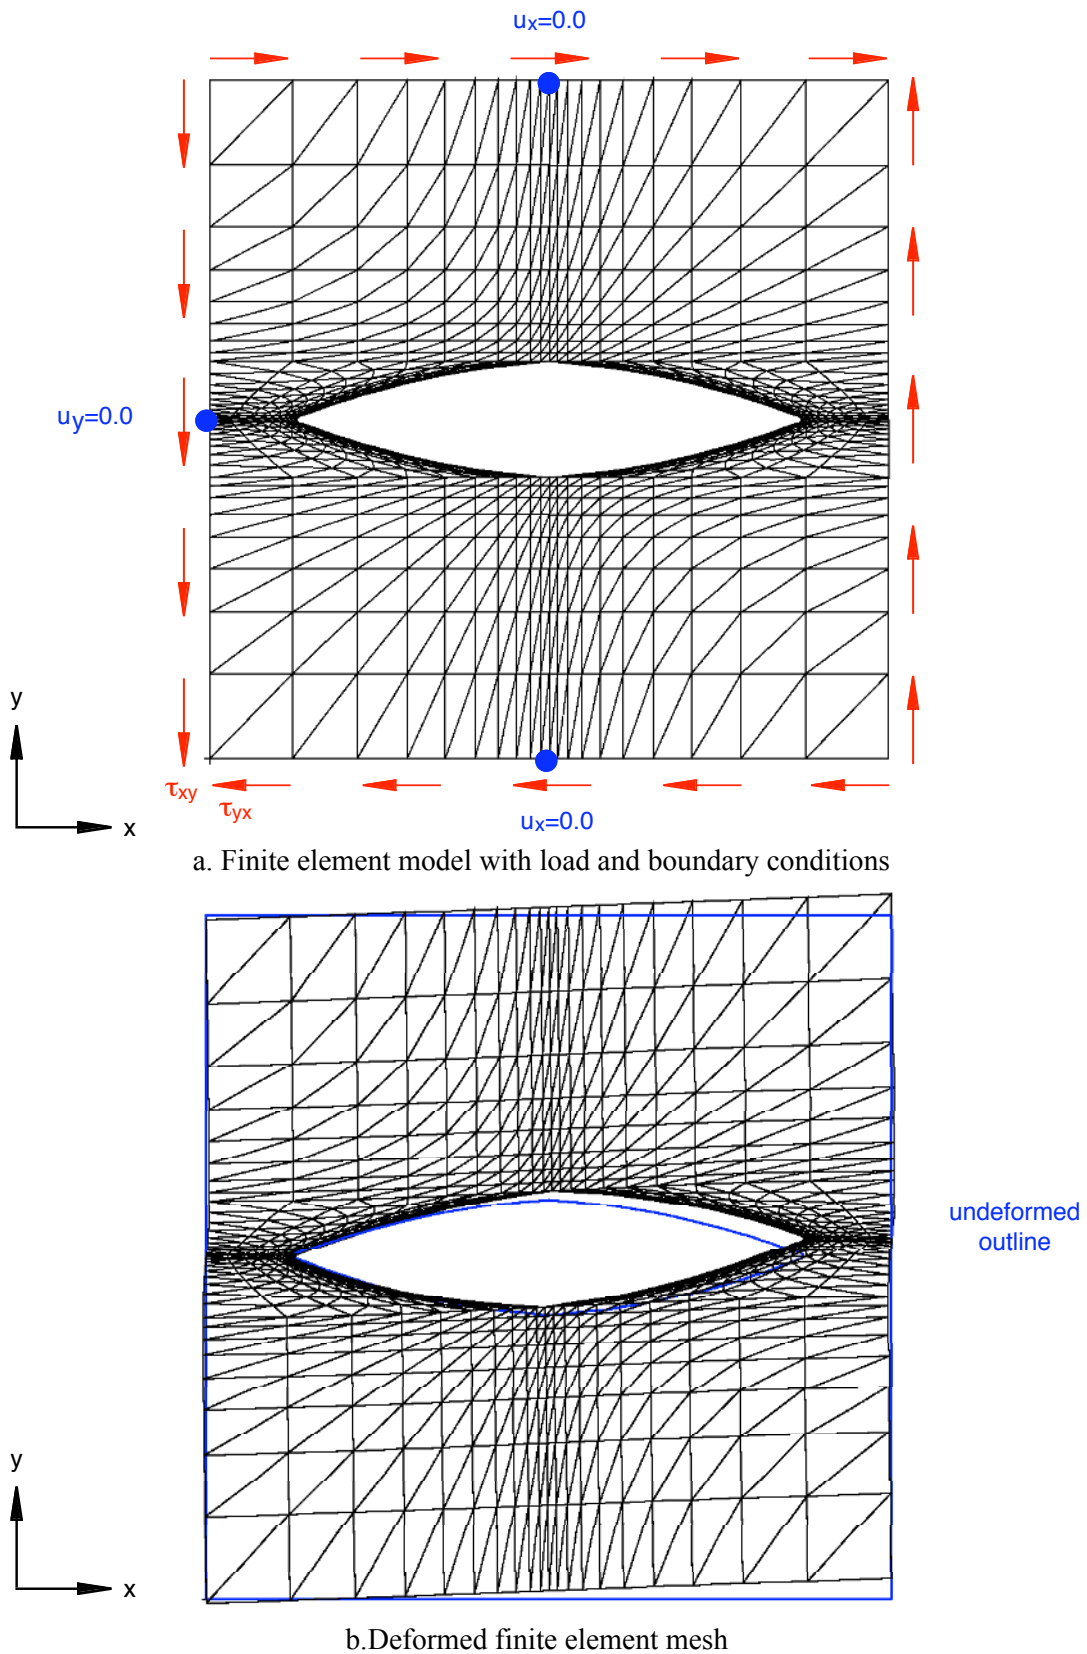 ux=0.0
uy=0.0
y
τxy
τyx
x
ux=0.0
a. Finite element model with load and boundary conditions
undeformed
outline
y
x
b.Deformed finite element mesh